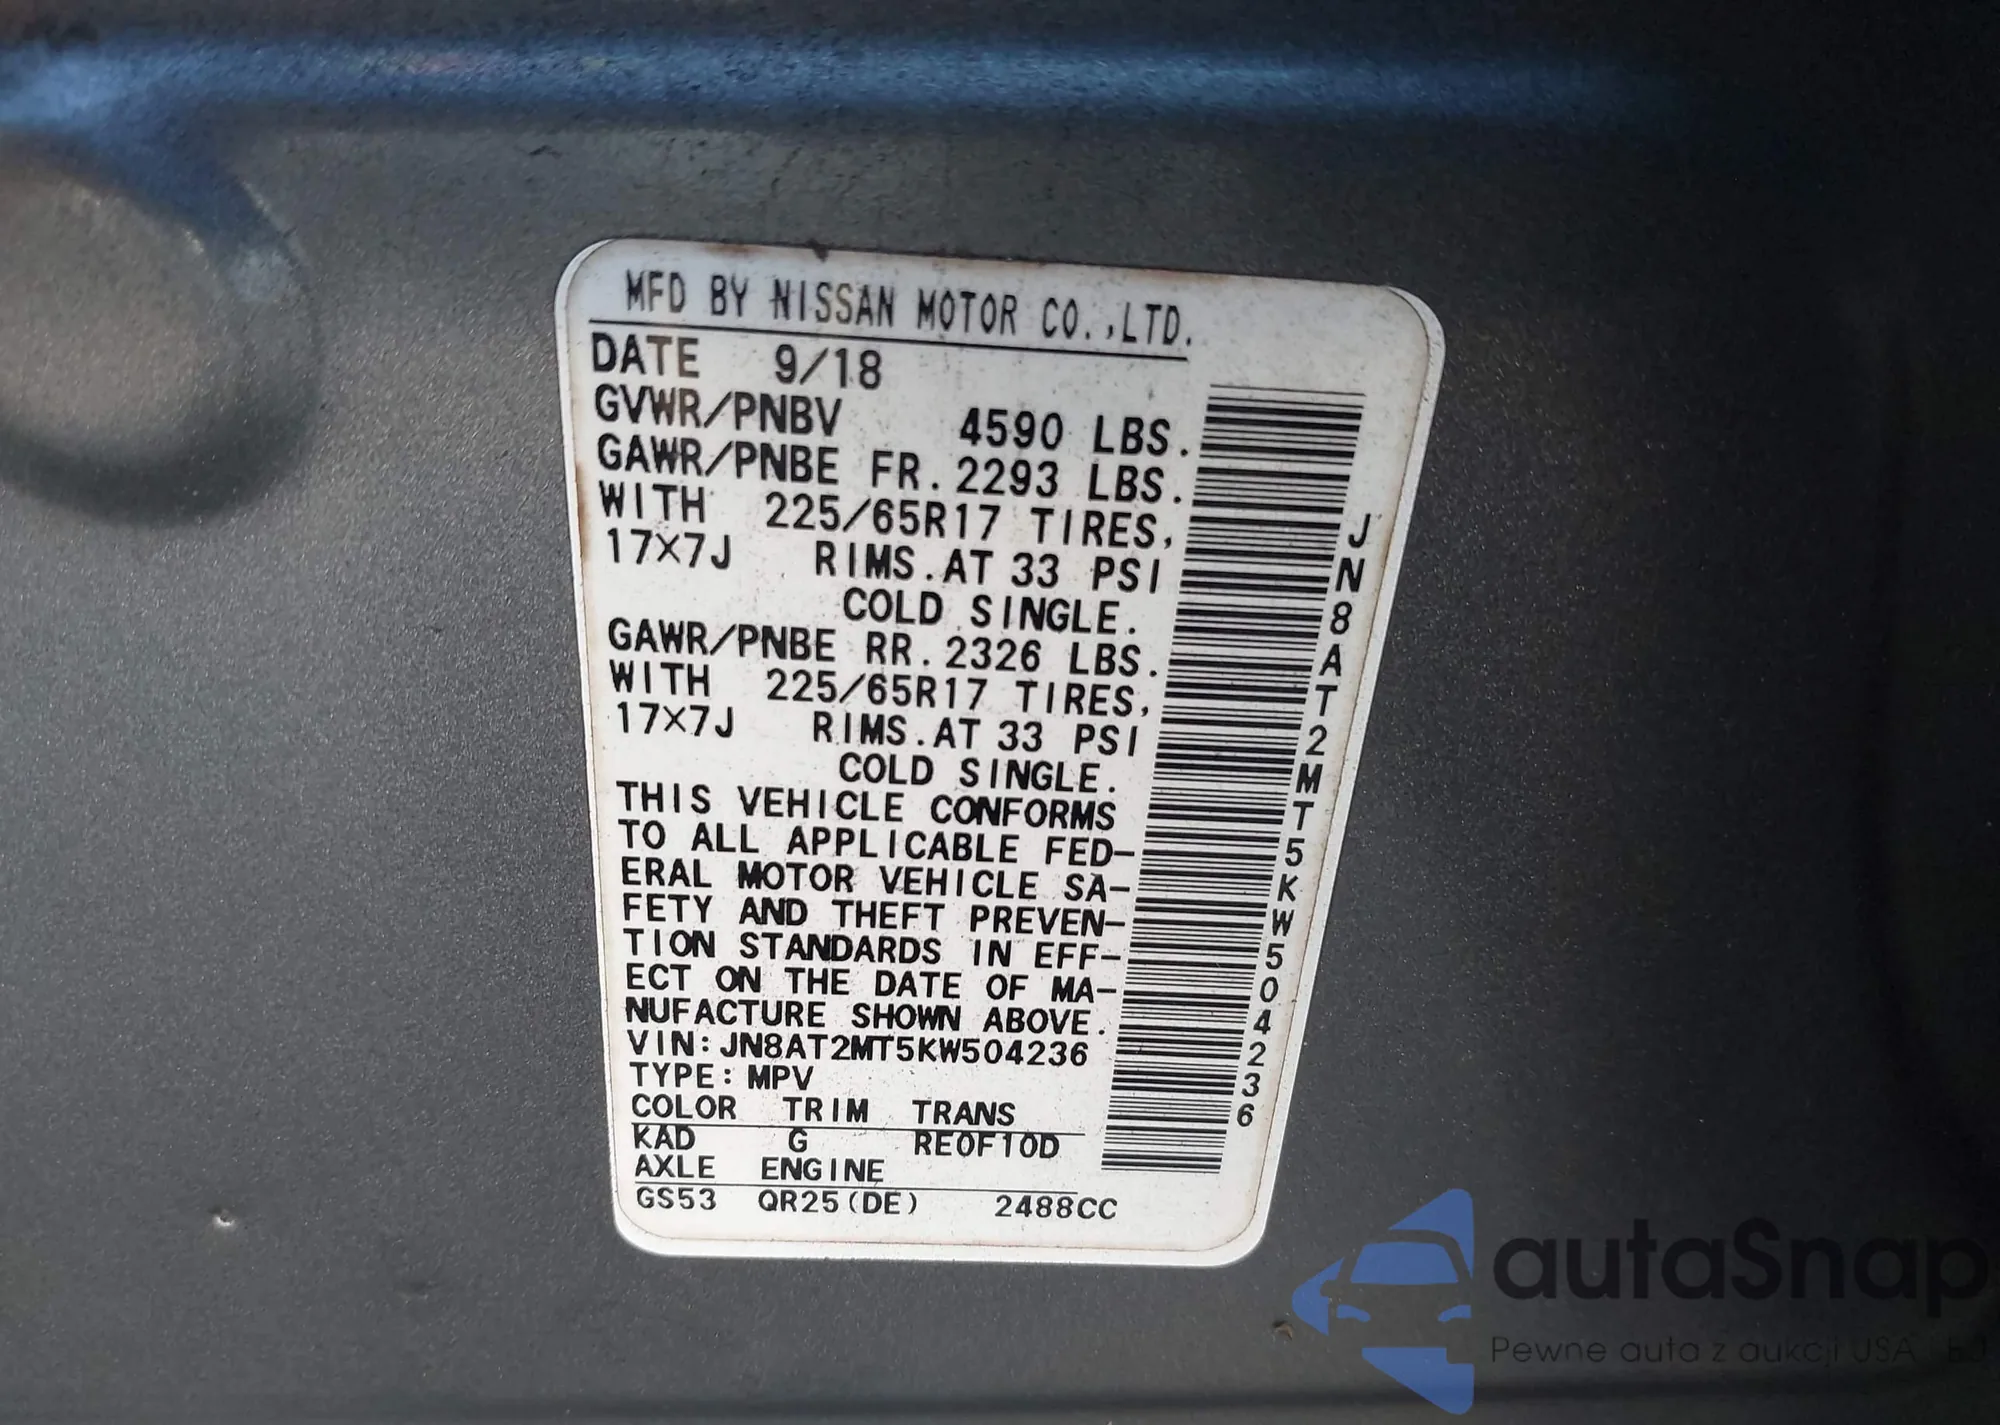 MFD BY NISSAN MOTOR CO.,LTD.
DATE 9/18
GVWR/PNBV 4590 LBS.
GAWR/PNBE FR. 2293 LBS.
WITH 225/65R17 TIRES,
17X7J RIMS.AT 33 PSI
COLD SINGLE.
GAWR/PNBE RR. 2326 LBS.
WITH 225/65R17 TIRES,
17X7J RIMS.AT 33 PSI
COLD SINGLE.
THIS VEHICLE CONFORMS
TO ALL APPLICABLE FED-
ERAL MOTOR VEHICLE SA-
FETY AND THEFT PREVEN-
TION STANDARDS IN EFF-
ECT ON THE DATE OF MA-
NUFACTURE SHOWN ABOVE.
VIN: JN8AT2MT5KW504236
TYPE: MPV
COLOR TRIM TRANS
KAD G RE0F10D
AXLE ENGINE
GS53 QR25(DE) 2488CC
JN8AT2MT5KW504236
autaSnap
Pewne auta z aukcji USA i EU